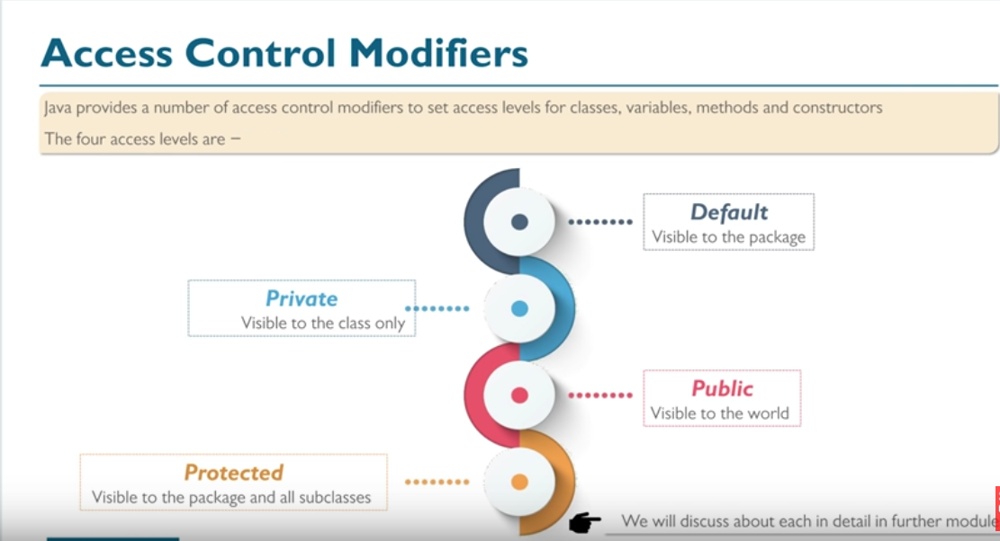 Access Control Modifiers
Java provides a number of access control modifiers to set access levels for classes, variables, methods and constructors
The four access levels are –
Default
Visible to the package
Private
Visible to the class only
Public
Visible to the world
Protected
Visible to the package and all subclasses
We will discuss about each in detail in further module